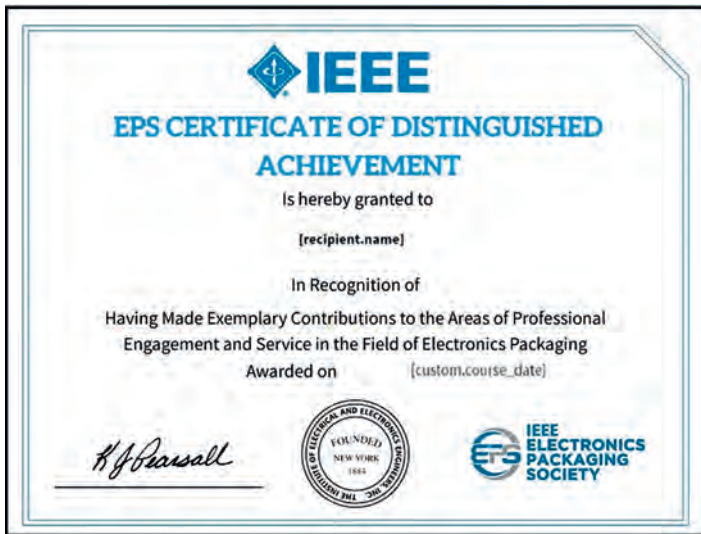 IEEE
EPS CERTIFICATE OF DISTINGUISHED
ACHIEVEMENT
Is hereby granted to
[recipient.name]
In Recognition of
Having Made Exemplary Contributions to the Areas of Professional
Engagement and Service in the Field of Electronics Packaging
Awarded on [custom.course_date]
K J Pearsall
THE INSTITUTE OF ELECTRICAL AND ELECTRONICS ENGINEERS, INC.
FOUNDED
NEW YORK
1884
EPS
IEEE
ELECTRONICS
PACKAGING
SOCIETY